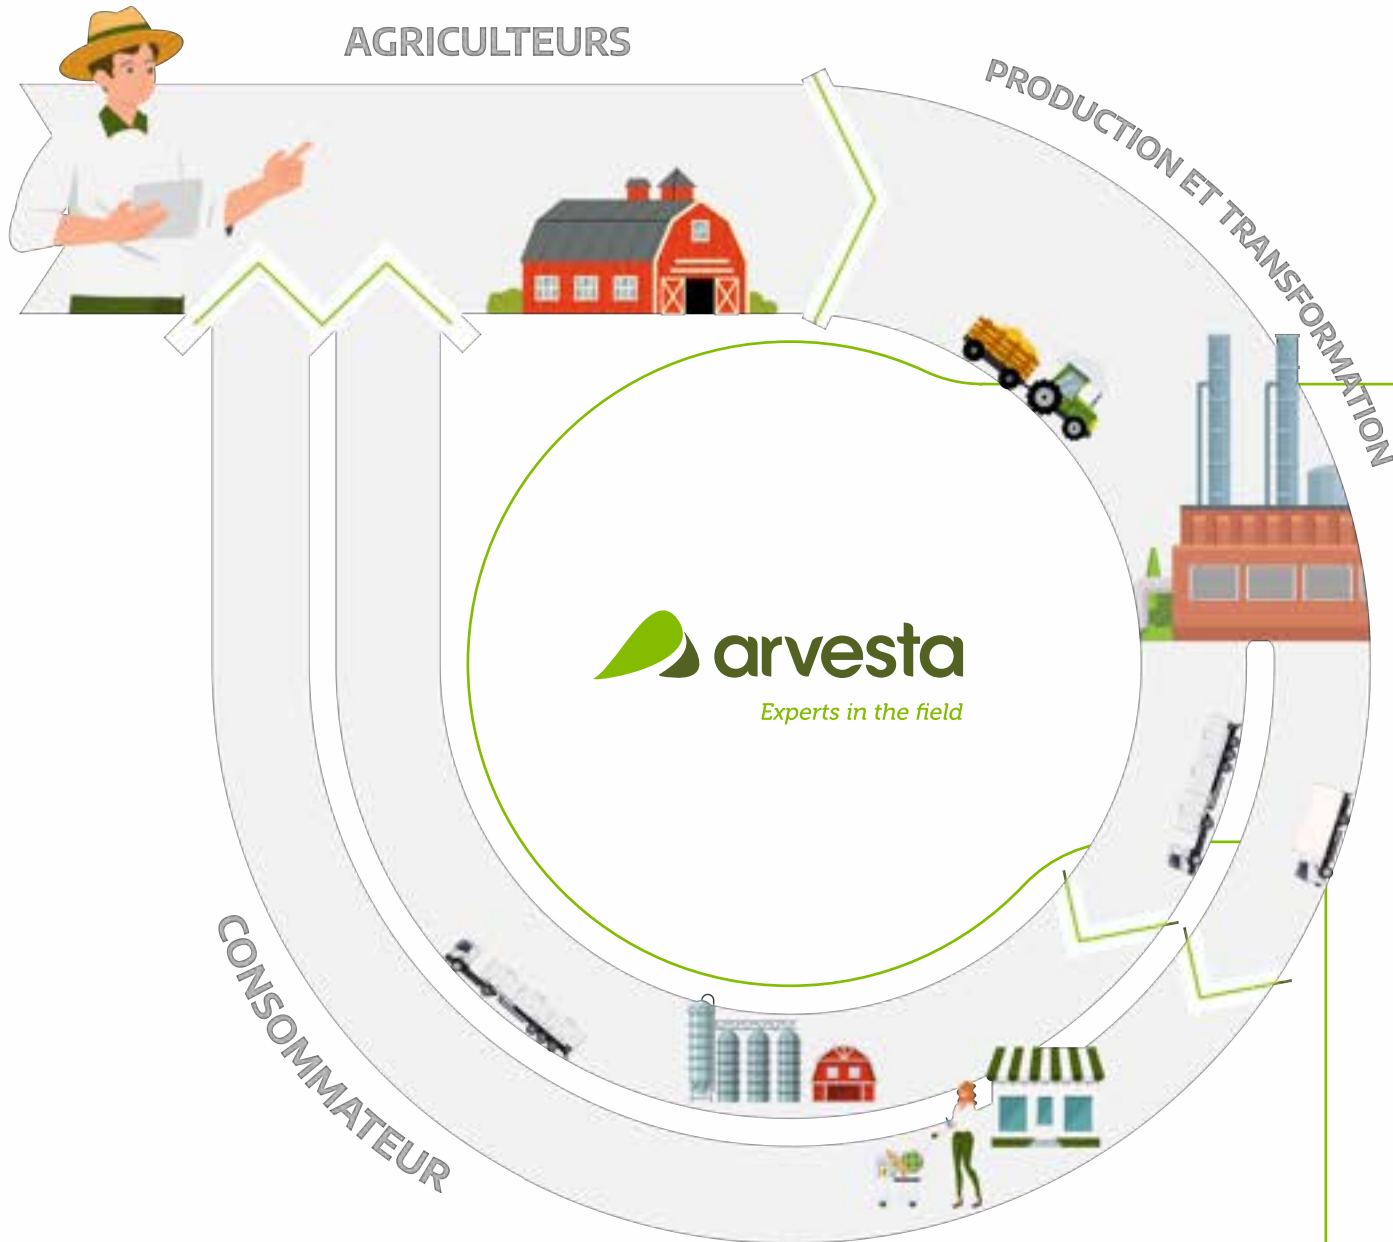 AGRICULTEURS
PRODUCTION ET TRANSFORMATION
arvesta
Experts in the field
CONSOMMATEUR